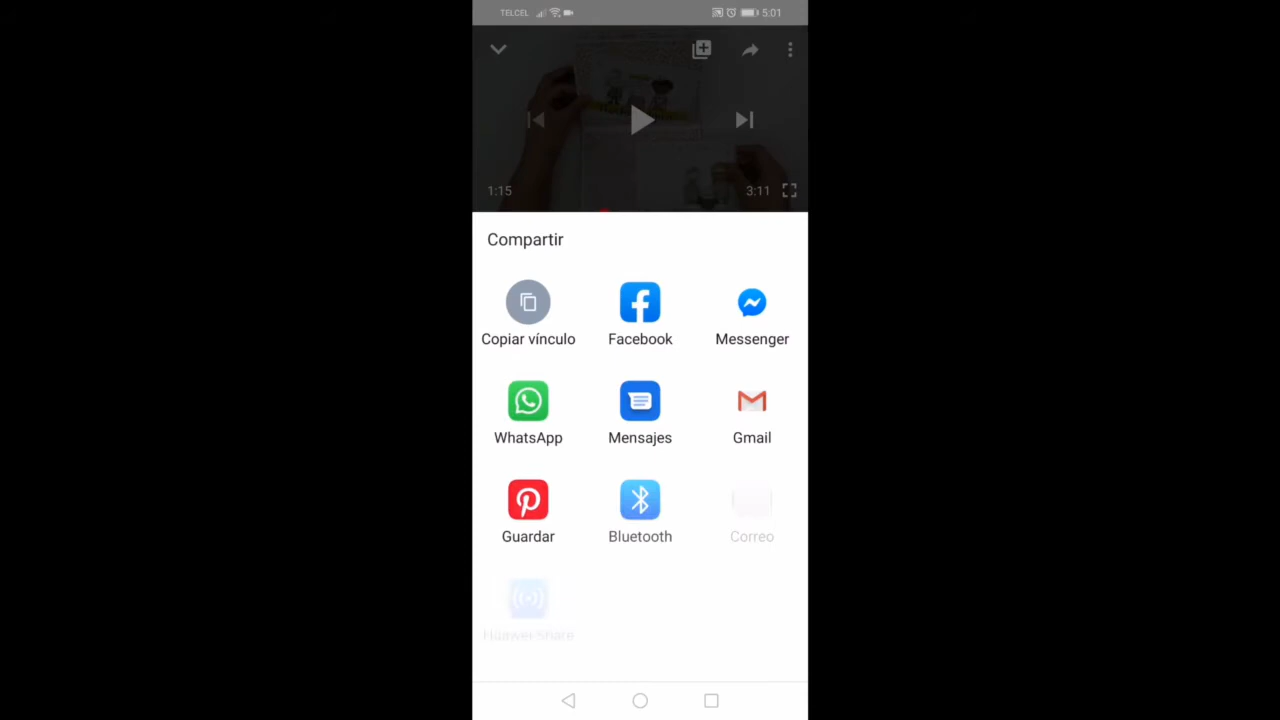 TELCEL 5:01
1:15 3:11
Compartir
Copiar vínculo Facebook Messenger
WhatsApp Mensajes Gmail
Guardar Bluetooth Correo
Huawei Share